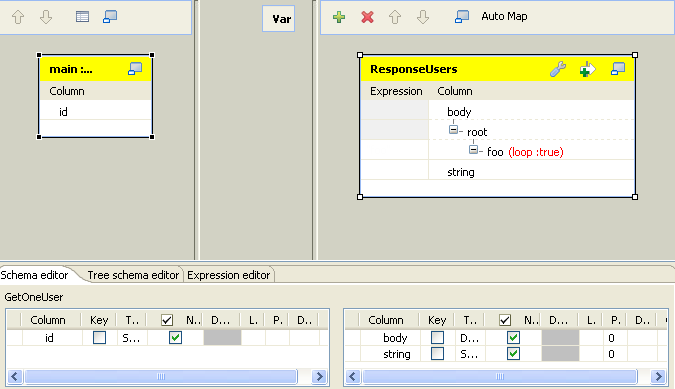 Var
Auto Map
main :...
Column
id
ResponseUsers
Expression Column
body
root
foo (loop :true)
string
Schema editor Tree schema editor Expression editor
GetOneUser
Column Key T... N... D... L. P. D...
id S...
Column Key T... N... D... L. P. D...
body D... 0
string S... 0